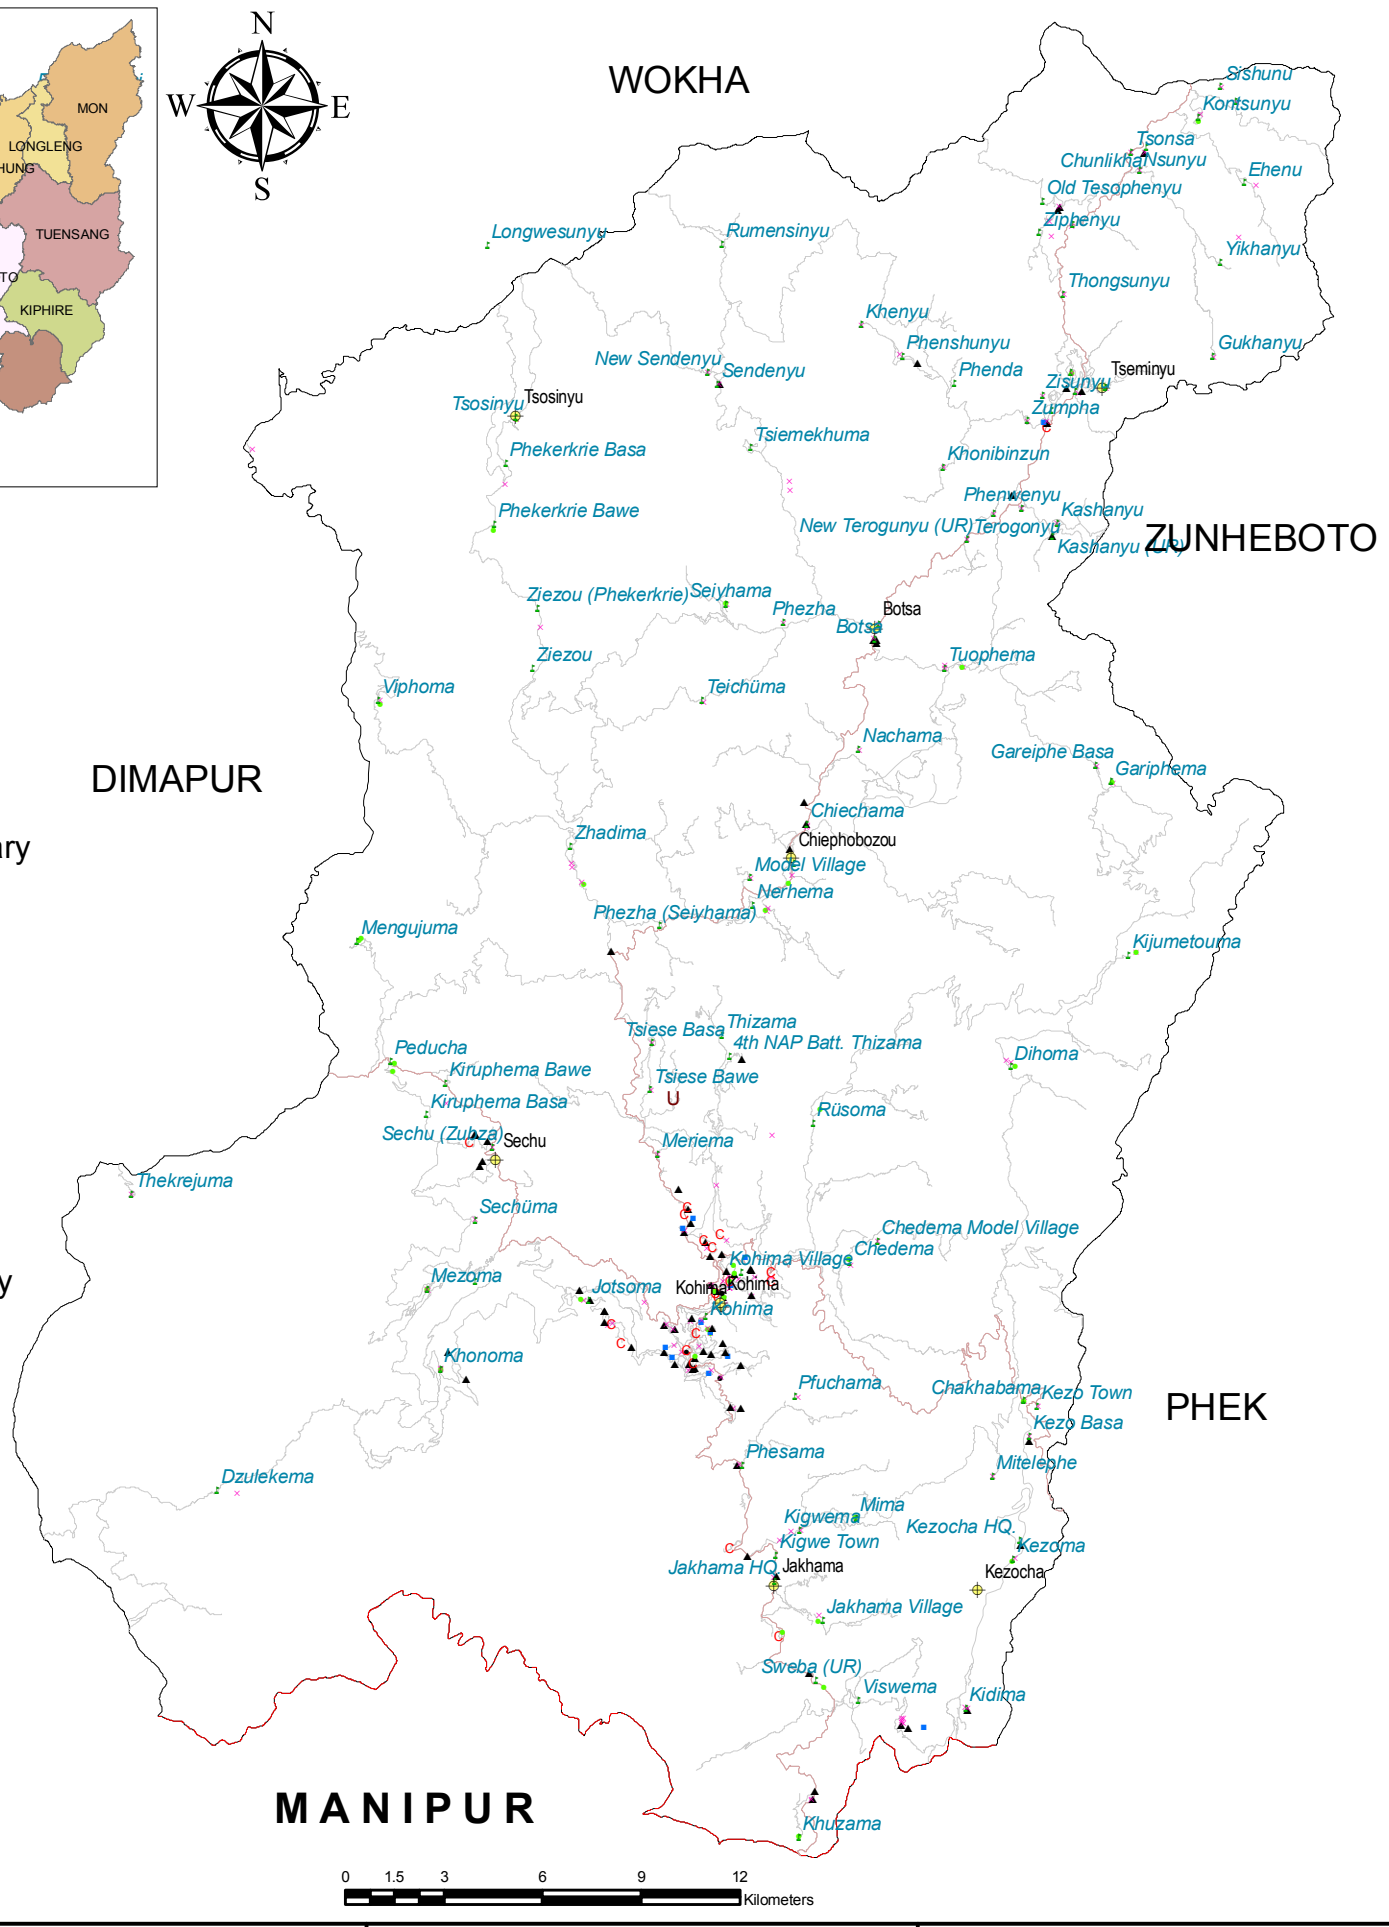 N
W
E
S
MON
LONGLENG
HUNG
TUENSANG
TO
KIPHIRE
WOKHA
Sishunu
Kontsunyu
Tsonsa
Chunlikha
Nsunyu
Ehenu
Old Tesophenyu
Ziphenyu
Longwesunyu
Rumensinyu
Yikhanyu
Thongsunyu
Khenyu
Phenshunyu
Gukhanyu
New Sendenyu
Sendenyu
Phenda
Zisunyu
Tseminyu
Tsosinyu
Tsosinyu
Zumpha
C
Tsiemekhuma
Phekerkrie Basa
Khonibinzun
Phenwenyu
Phekerkrie Bawe
New Terogunyu (UR)
Terogonyu
Kashanyu
Kashanyu (UR)
ZUNHEBOTO
Ziezou (Phekerkrie)
Seiyhama
Phezha
Botsa
Botsa
Ziezou
Tuophema
Viphoma
Teichüma
Nachama
Gareiphe Basa
Gariphema
DIMAPUR
Chiechama
Zhadima
Chiephobozou
ary
Model Village
Nerhema
Phezha (Seiyhama)
Mengujuma
Kijumetouma
Tsiese Basa
Thizama
4th NAP Batt. Thizama
Peducha
Dihoma
Kiruphema Bawe
Tsiese Bawe
U
Kiruphema Basa
Rüsoma
Sechu (Zubza)
C
Sechu
Meriema
Thekrejuma
Sechüma
C
C
Chedema Model Village
C
C
C
Chedema
Kohima Village
C
y
Mezoma
Jotsoma
Kohima
Kohima
Kohima
C
C
C
C
Khonoma
Pfuchama
Chakhabama
Kezo Town
PHEK
Kezo Basa
Phesama
Mitelephe
Dzulekema
Mima
Kigwema
Kezocha HQ.
Kigwe Town
Kezoma
C
Jakhama HQ.
Jakhama
Kezocha
Jakhama Village
C
Sweba (UR)
Viswema
Kidima
MANIPUR
Khuzama
0 1.5 3 6 9 12
Kilometers